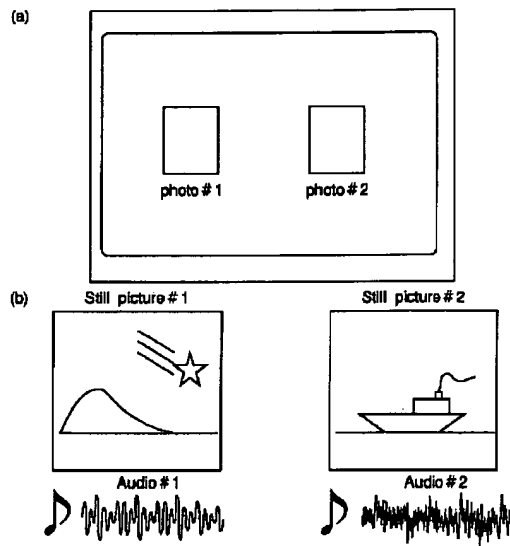 (a)
photo # 1 photo # 2
(b) Still picture # 1 Still picture # 2
Audio # 1 Audio # 2